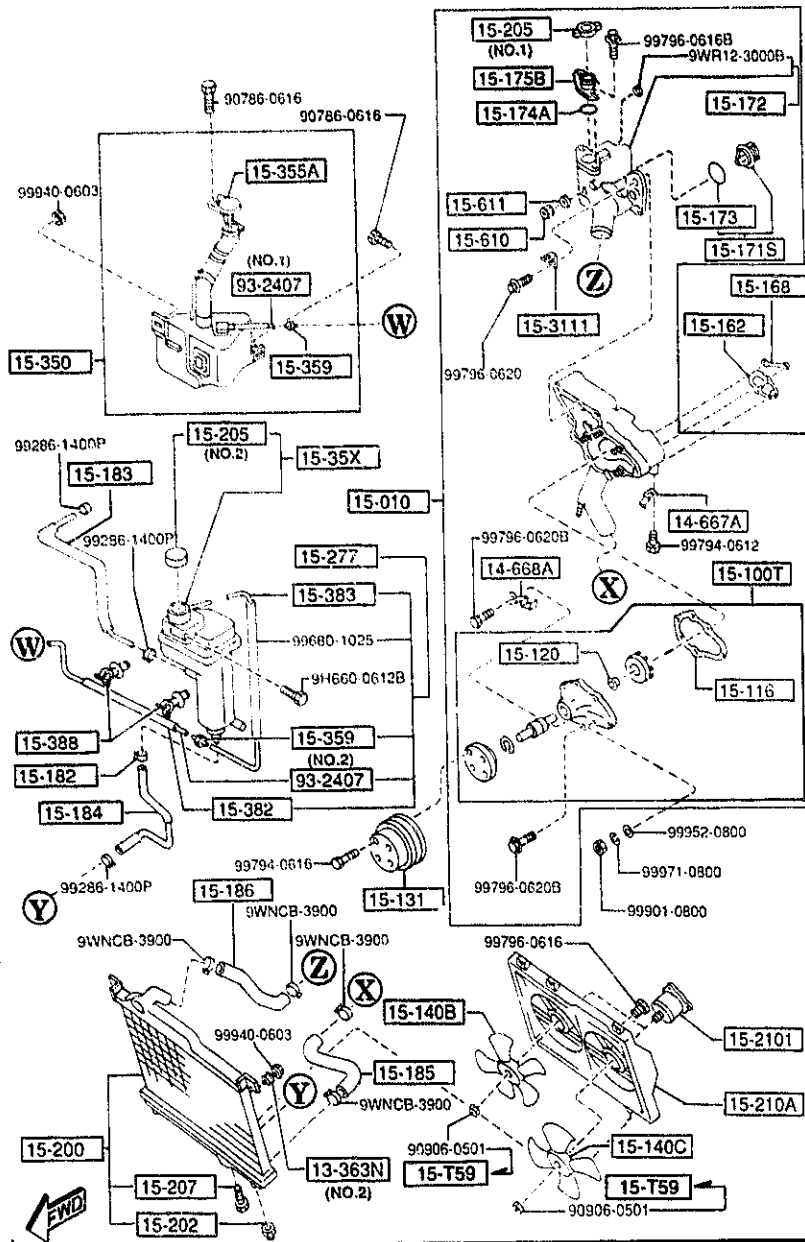 15-205
(NO.1)
99796-0616B
9WR12-3000B
15-175B
15-172
15-174A
90786-0616
90786-0616
15-355A
99940-0603
15-611
15-173
15-610
15-171S
(NO.1)
93-2407
Z
15-168
W
15-3111
15-162
15-350
15-359
99796-0620
15-205
(NO.2)
99286-1400P
15-35X
15-183
15-010
14-667A
99796-0620B
99286-1400P
99794-0612
15-277
14-668A
X
15-100T
15-383
99680-1025
W
15-120
9H660-0612B
15-116
15-388
15-359
(NO.2)
15-182
93-2407
15-382
15-184
99952-0800
99794-0616
99971-0800
Y
99286-1400P
15-186
15-131
99796-0620B
99901-0800
9WNCB-3900
9WNCB-3900
9WNCB-3900
99796-0616
Z
X
15-140B
15-2101
99940-0603
15-185
Y
9WNCB-3900
15-210A
15-200
13-363N
(NO.2)
90906-0501
15-T59
15-140C
15-T59
15-207
90906-0501
15-202
FWD